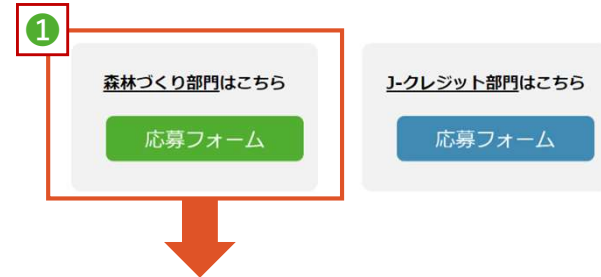 ❶
森林づくり部門はこちら
応募フォーム
J-クレジット部門はこちら
応募フォーム